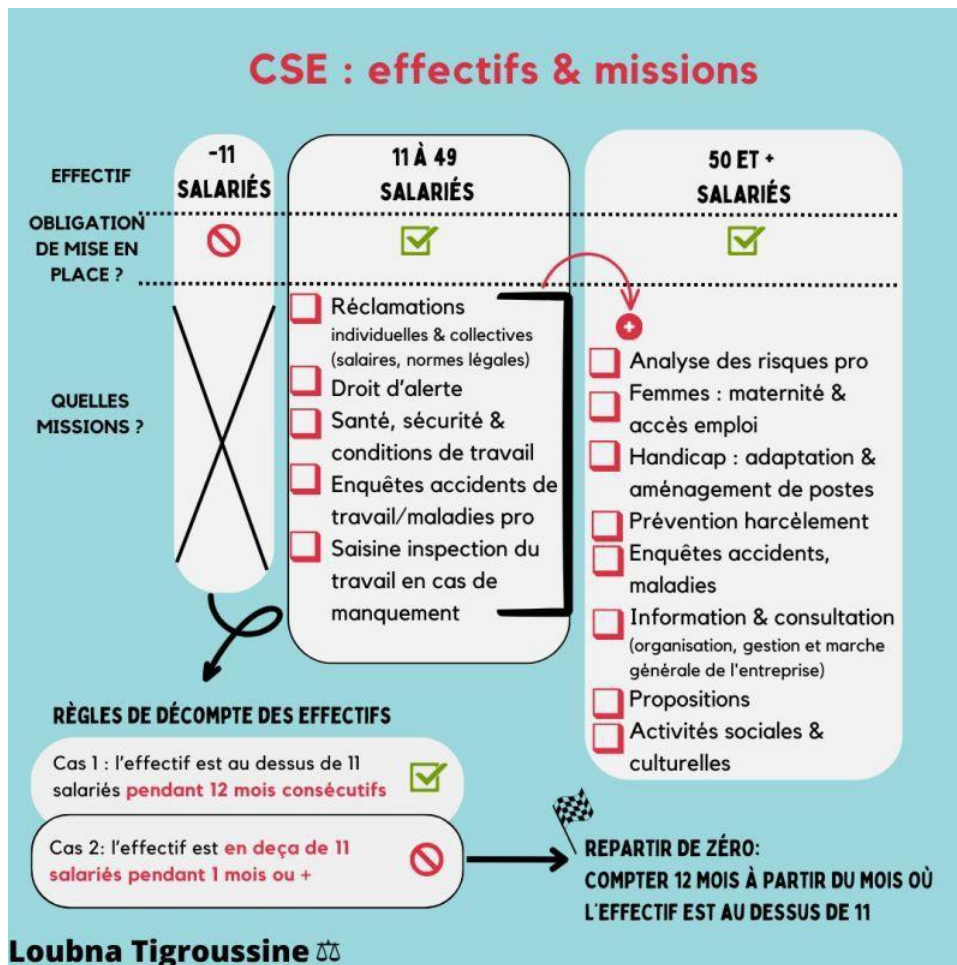 CSE : effectifs & missions
EFFECTIF
-11
SALARIÉS
11 À 49
SALARIÉS
50 ET +
SALARIÉS
OBLIGATION
DE MISE EN
PLACE ?
QUELLES
MISSIONS ?
Réclamations
individuelles & collectives
(salaires, normes légales)
Droit d'alerte
Santé, sécurité &
conditions de travail
Enquêtes accidents de
travail/maladies pro
Saisine inspection du
travail en cas de
manquement
Analyse des risques pro
Femmes : maternité &
accès emploi
Handicap : adaptation &
aménagement de postes
Prévention harcèlement
Enquêtes accidents,
maladies
Information & consultation
(organisation, gestion et marche
générale de l'entreprise)
Propositions
Activités sociales &
culturelles
RÈGLES DE DÉCOMPTE DES EFFECTIFS
Cas 1 : l'effectif est au dessus de 11
salariés pendant 12 mois consécutifs
Cas 2: l'effectif est en deça de 11
salariés pendant 1 mois ou +
REPARTIR DE ZÉRO:
COMPTER 12 MOIS À PARTIR DU MOIS OÙ
L'EFFECTIF EST AU DESSUS DE 11
Loubna Tigroussine